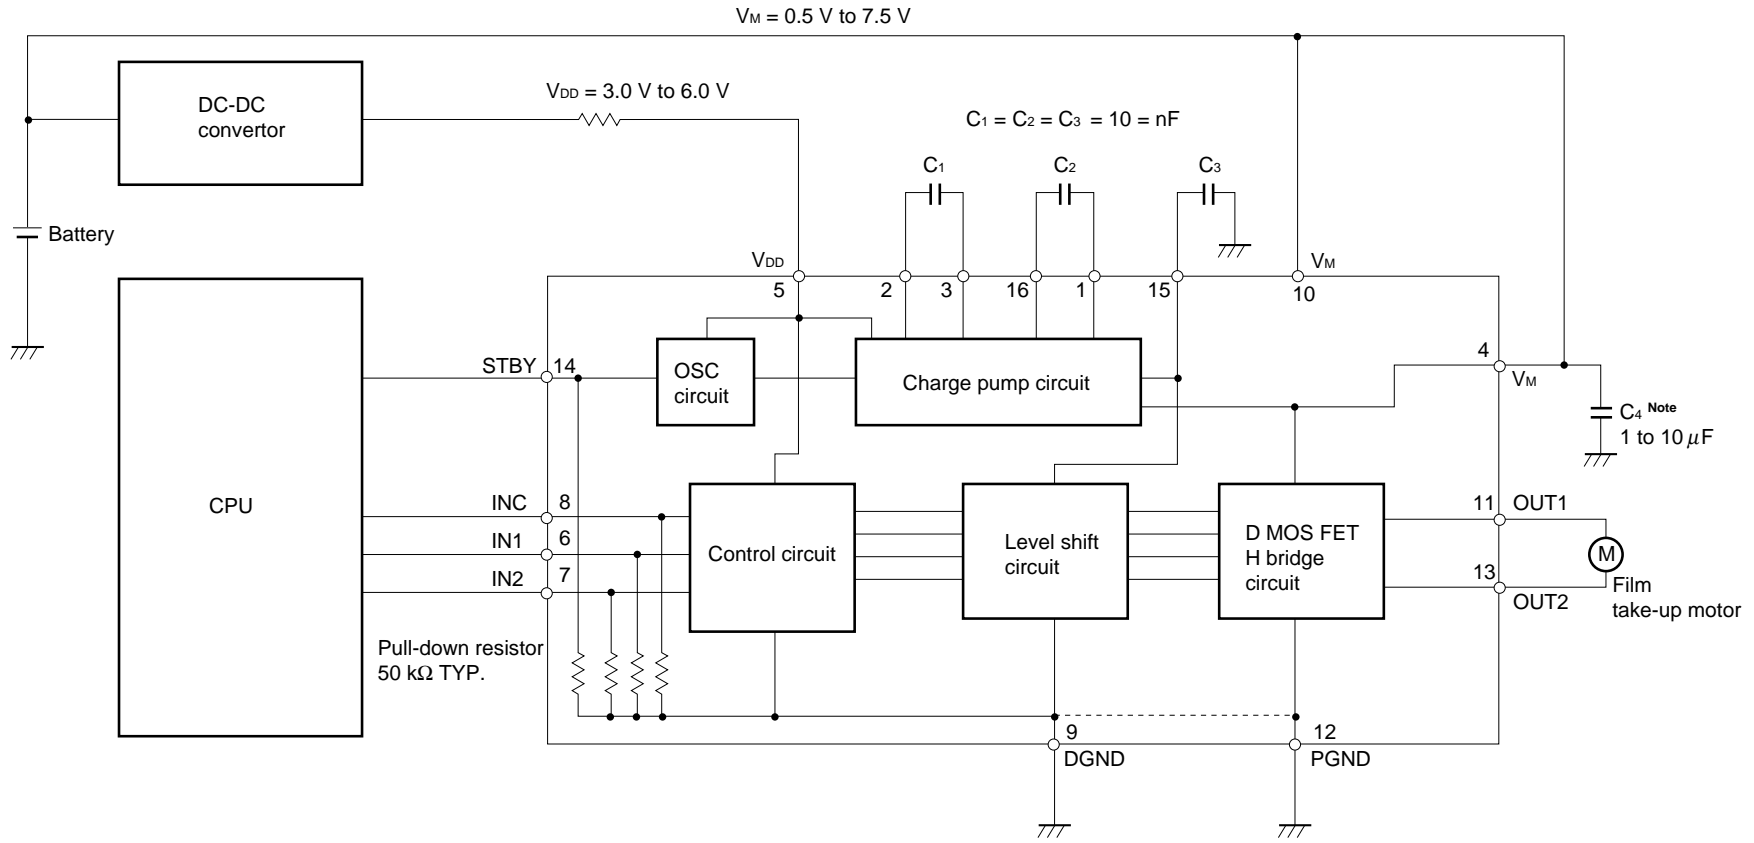 VM = 0.5 V to 7.5 V
DC-DC
convertor
VDD = 3.0 V to 6.0 V
C1 = C2 = C3 = 10 = nF
C1
C2
C3
Battery
VDD
VM
5
2
3
16
1
15
10
STBY
14
OSC
circuit
Charge pump circuit
4
VM
C4 Note
1 to 10 µF
CPU
INC
8
IN1
6
IN2
7
Control circuit
Level shift
circuit
D MOS FET
H bridge
circuit
11
OUT1
M
13
OUT2
Film
take-up motor
Pull-down resistor
50 kΩ TYP.
9
DGND
12
PGND